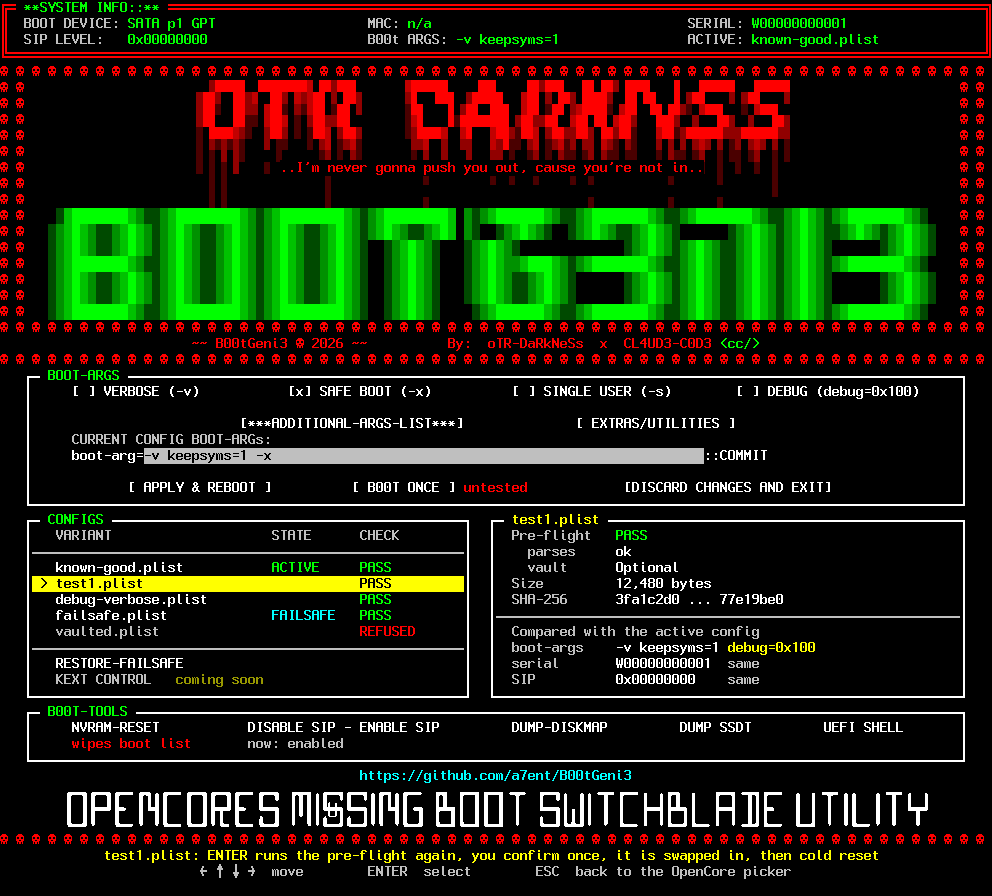 **SYSTEM INFO::**
BOOT DEVICE: SATA p1 GPT MAC: n/a SERIAL: W00000000001
SIP LEVEL: 0x00000000 B00t ARGS: -v keepsyms=1 ACTIVE: known-good.plist
OTR DARKNVSS
..I'm never gonna push you out, cause you're not in..
B00TG3713
~~ B00tGeni3 © 2026 ~~ By: oTR-DaRkNeSs x CL4UD3-C0D3 <cc/>
BOOT-ARGS
[ ] VERBOSE (-v) [x] SAFE BOOT (-x) [ ] SINGLE USER (-s) [ ] DEBUG (debug=0x100)
[***ADDITIONAL-ARGS-LIST***] [ EXTRAS/UTILITIES ]
CURRENT CONFIG BOOT-ARGs:
boot-arg=-v keepsyms=1 -x ::COMMIT
[ APPLY & REBOOT ] [ B00T ONCE ] untested [DISCARD CHANGES AND EXIT]
CONFIGS
VARIANT STATE CHECK
known-good.plist ACTIVE PASS
> test1.plist PASS
debug-verbose.plist PASS
failsafe.plist FAILSAFE PASS
vaulted.plist REFUSED
RESTORE-FAILSAFE
KEXT CONTROL coming soon
test1.plist
Pre-flight PASS
parses ok
vault Optional
Size 12,480 bytes
SHA-256 3fa1c2d0 ... 77e19be0
Compared with the active config
boot-args -v keepsyms=1 debug=0x100
serial W00000000001 same
SIP 0x00000000 same
B00T-TOOLS
NVRAM-RESET DISABLE SIP - ENABLE SIP DUMP-DISKMAP DUMP SSDT UEFI SHELL
wipes boot list now: enabled
https://github.com/a7ent/B00tGeni3
OPENCORES MISSING BOOT SWITCHBLADE UTILITY
test1.plist: ENTER runs the pre-flight again, you confirm once, it is swapped in, then cold reset
← ↑ ↓ → move ENTER select ESC back to the OpenCore picker